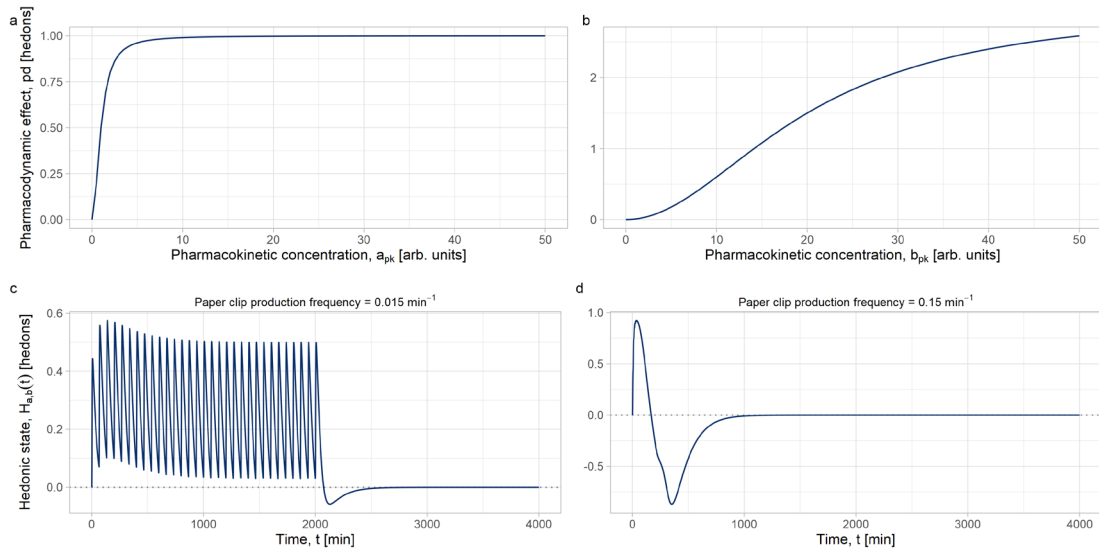 a
Pharmacodynamic effect, pd [hedons]
1.00
0.75
0.50
0.25
0.00
0 10 20 30 40 50
Pharmacokinetic concentration, a_pk [arb. units]
b
2
1
0
0 10 20 30 40 50
Pharmacokinetic concentration, b_pk [arb. units]
c
Paper clip production frequency = 0.015 min⁻¹
Hedonic state, H_a,b(t) [hedons]
0.6
0.4
0.2
0.0
0 1000 2000 3000 4000
Time, t [min]
d
Paper clip production frequency = 0.15 min⁻¹
1.0
0.5
0.0
-0.5
0 1000 2000 3000 4000
Time, t [min]